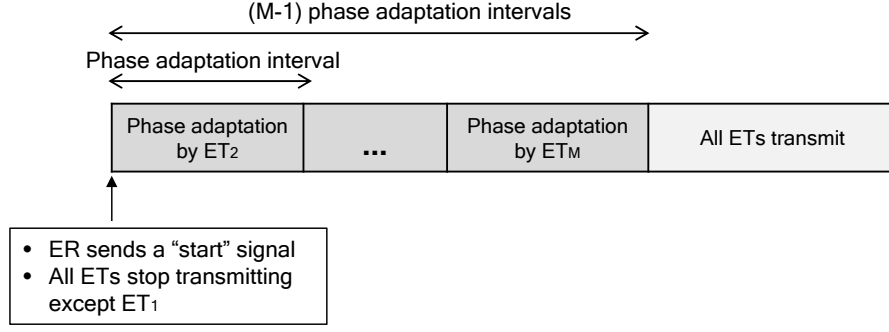 (M-1) phase adaptation intervals
Phase adaptation interval
Phase adaptation
by ET2
...
Phase adaptation
by ETM
All ETs transmit
• ER sends a “start” signal
• All ETs stop transmitting
except ET1